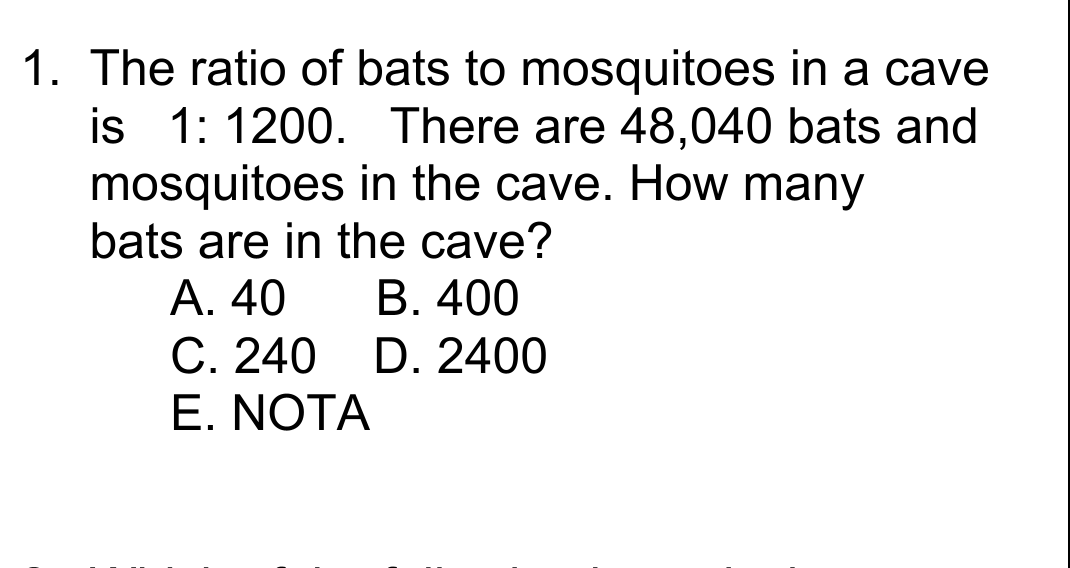 1. The ratio of bats to mosquitoes in a cave
is 1: 1200. There are 48,040 bats and
mosquitoes in the cave. How many
bats are in the cave?
A. 40 B. 400
C. 240 D. 2400
E. NOTA